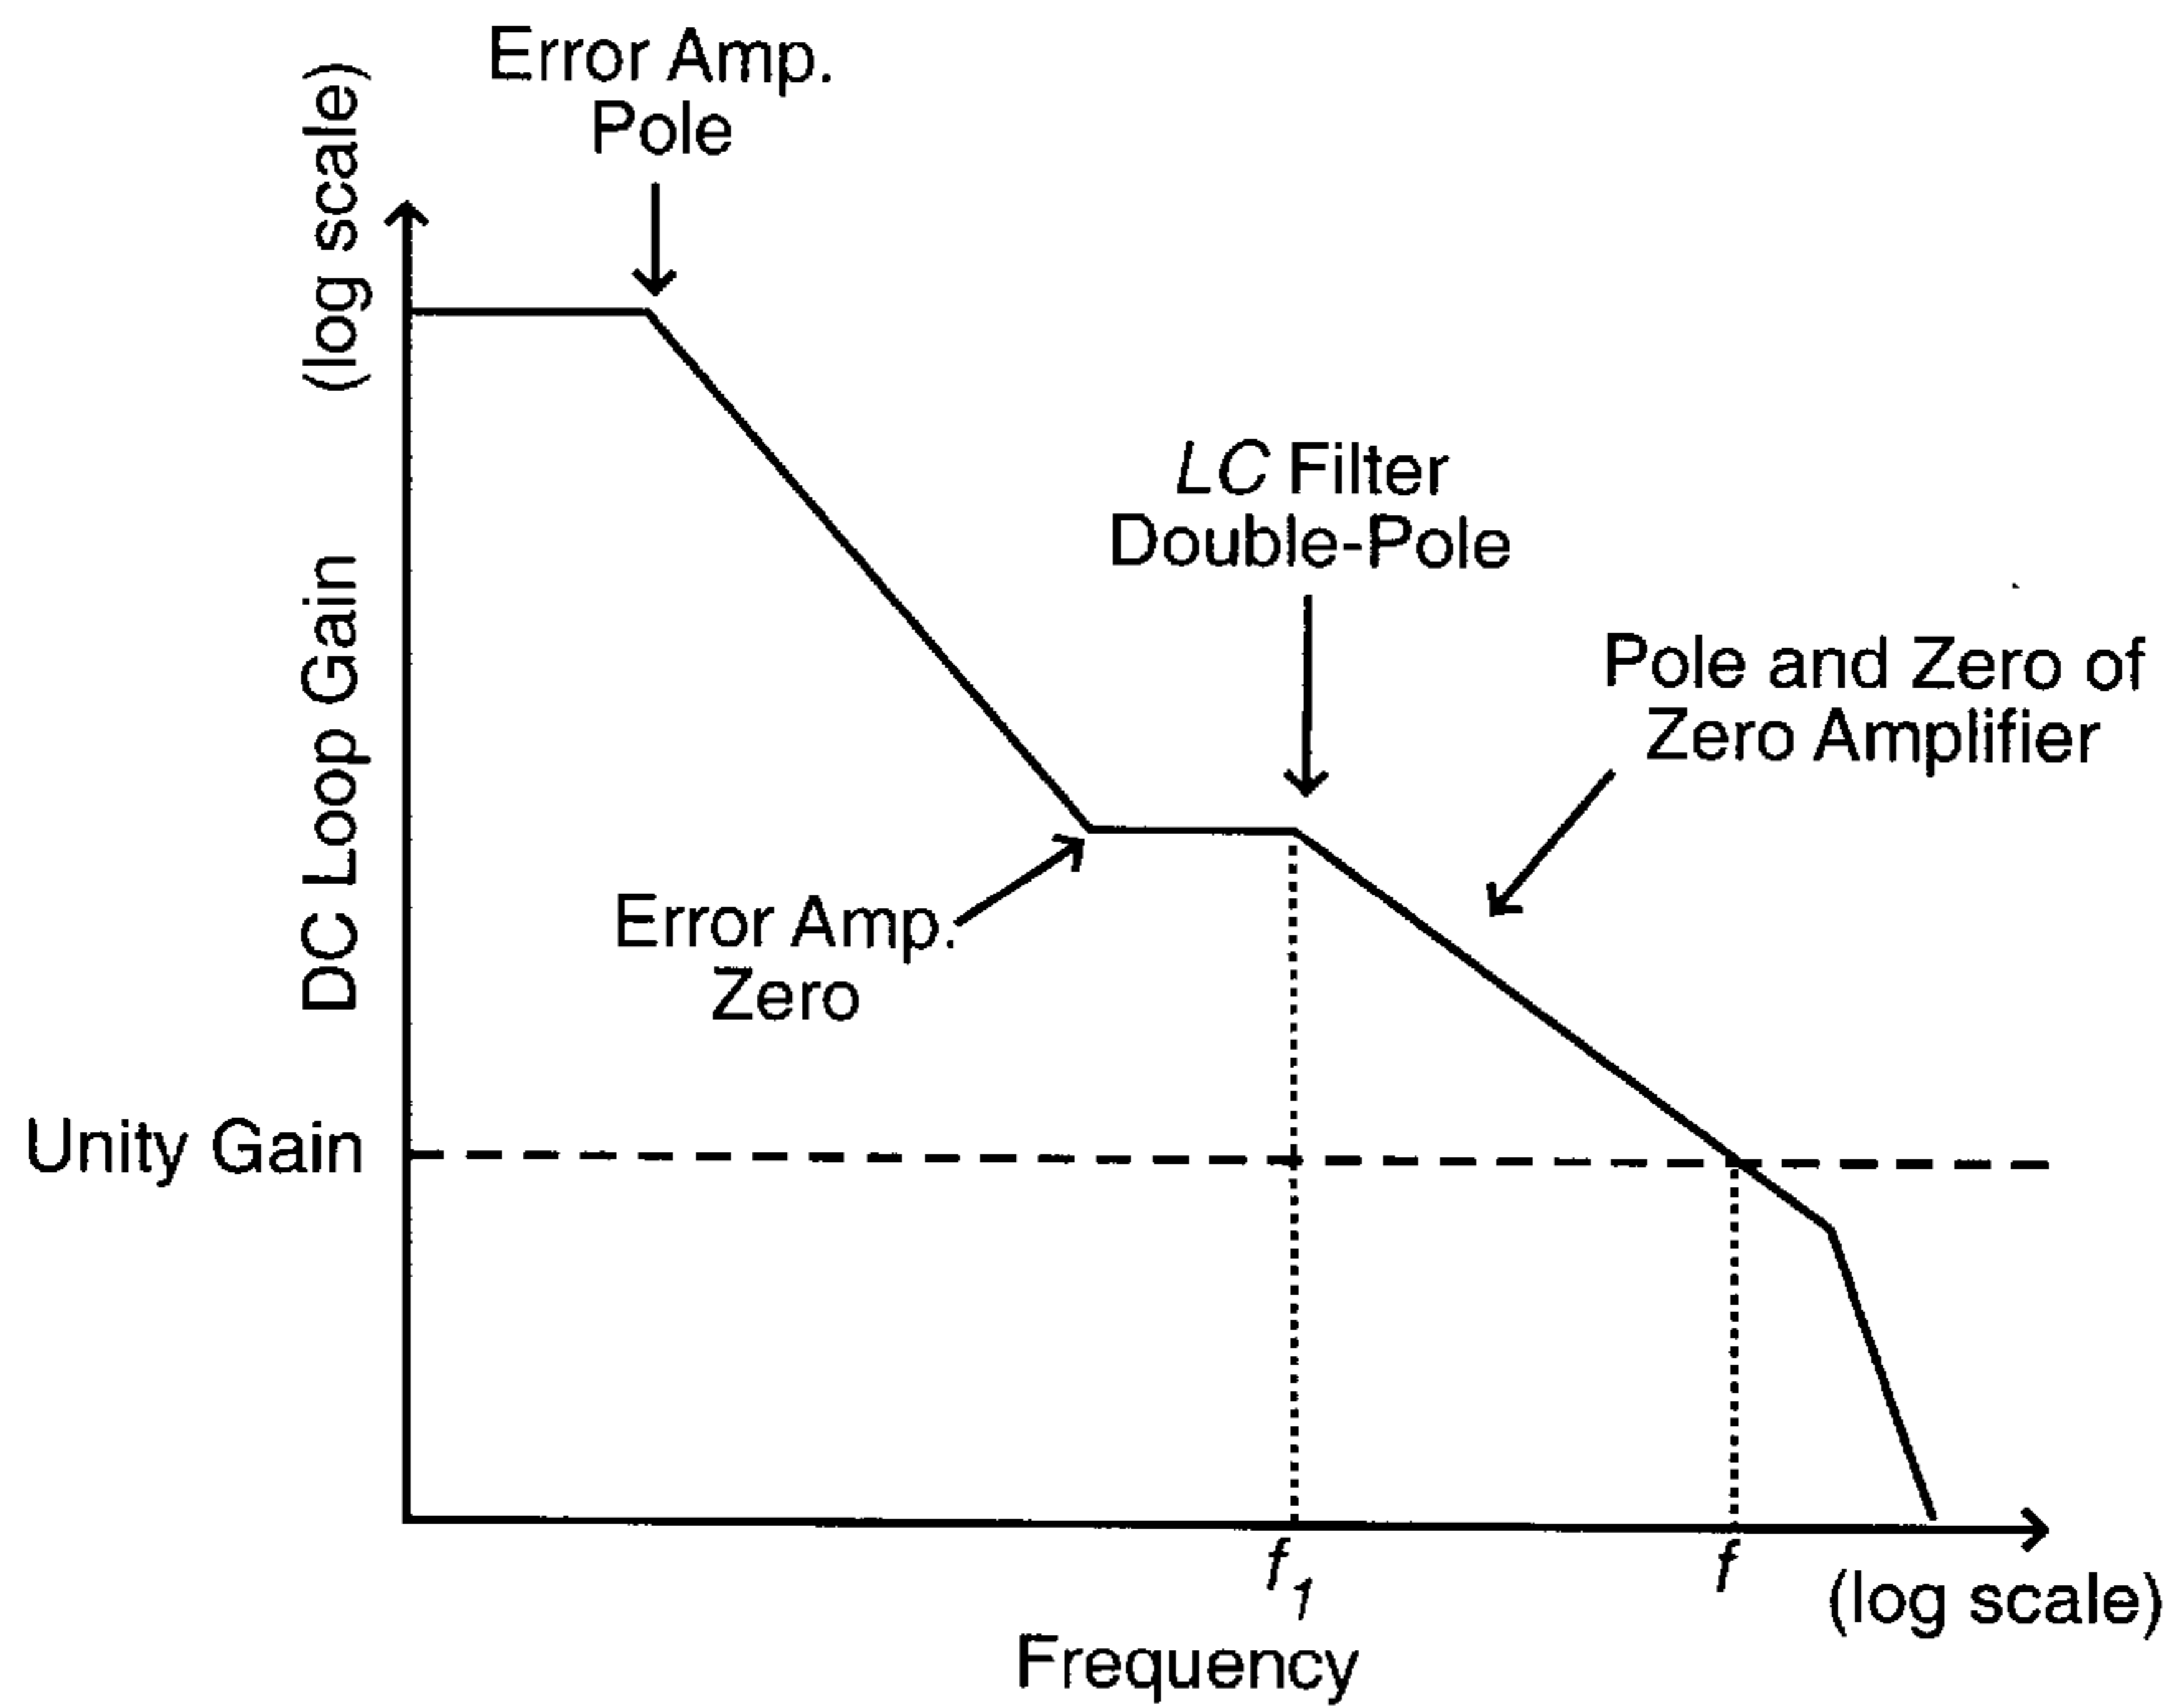 Error Amp.
Pole
(log scale)
DC Loop Gain
LC Filter
Double-Pole
Pole and Zero of
Zero Amplifier
Error Amp.
Zero
Unity Gain
f1
f
(log scale)
Frequency